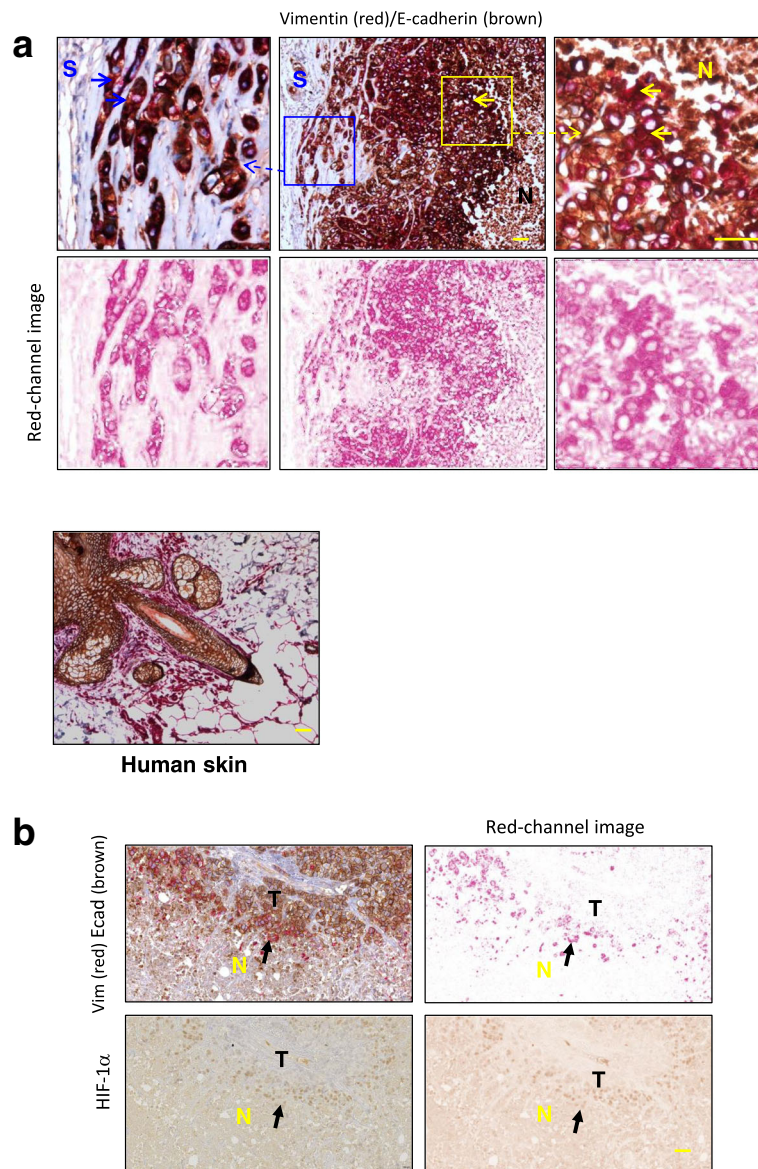 Vimentin (red)/E-cadherin (brown)
a
S
S
N
N
Red-channel image
Human skin
b
Red-channel image
Vim (red) Ecad (brown)
T
N
T
N
HIF-1α
T
N
T
N